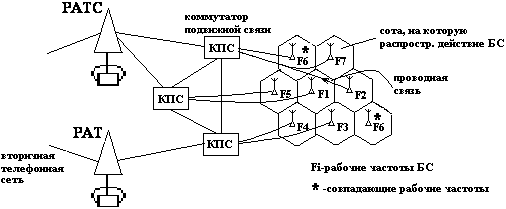 РАТС
коммутатор
подвижной связи
КПС
*
F6
F7
сота, на которую
распростр. действие БС
проводная
связь
КПС
F5
F1
F2
РАТ
КПС
F4
F3
*
F6
вторичная
телефонная
сеть
Fi-рабочие частоты БС
* -совпадающие рабочие частоты